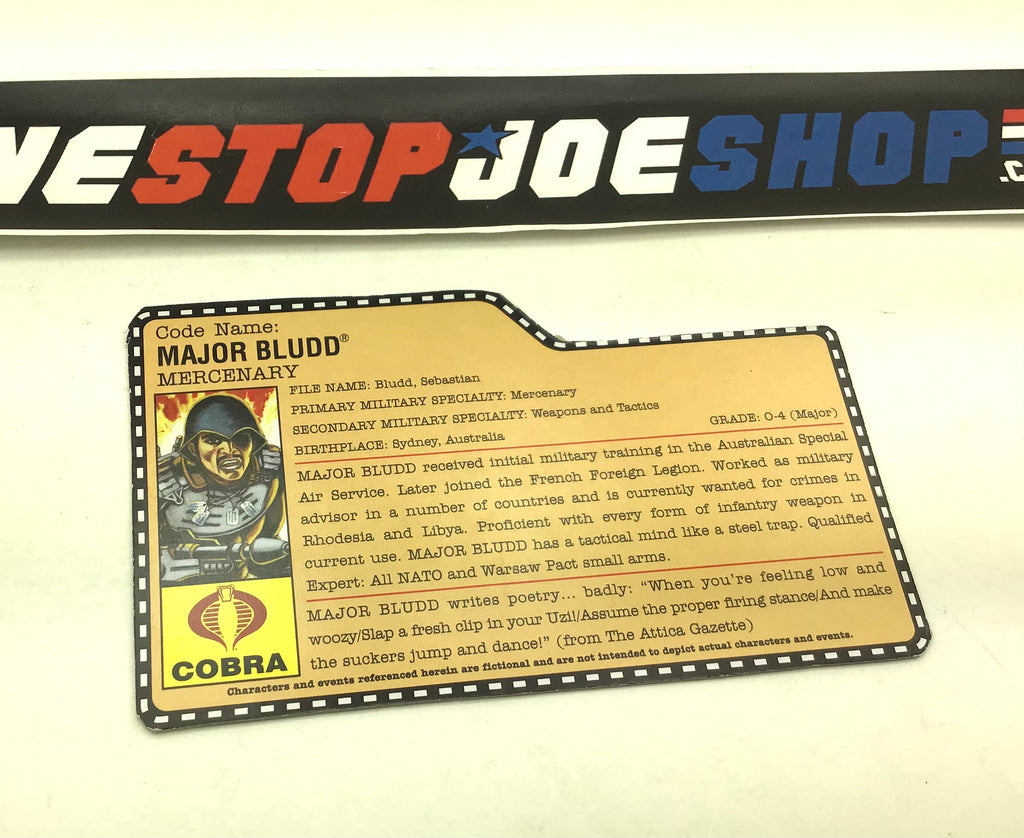 NESTOP★JOESHOP
.C
Code Name:
MAJOR BLUDD®
MERCENARY
FILE NAME: Bludd, Sebastian
PRIMARY MILITARY SPECIALTY: Mercenary
SECONDARY MILITARY SPECIALTY: Weapons and Tactics
BIRTHPLACE: Sydney, Australia
GRADE: O-4 (Major)
MAJOR BLUDD received initial military training in the Australian Special
Air Service. Later joined the French Foreign Legion. Worked as military
advisor in a number of countries and is currently wanted for crimes in
Rhodesia and Libya. Proficient with every form of infantry weapon in
current use. MAJOR BLUDD has a tactical mind like a steel trap. Qualified
Expert: All NATO and Warsaw Pact small arms.
MAJOR BLUDD writes poetry... badly: "When you're feeling low and
woozy/Slap a fresh clip in your Uzi!/Assume the proper firing stance/And make
the suckers jump and dance!" (from The Attica Gazette)
COBRA
Characters and events referenced herein are fictional and are not intended to depict actual characters and events.